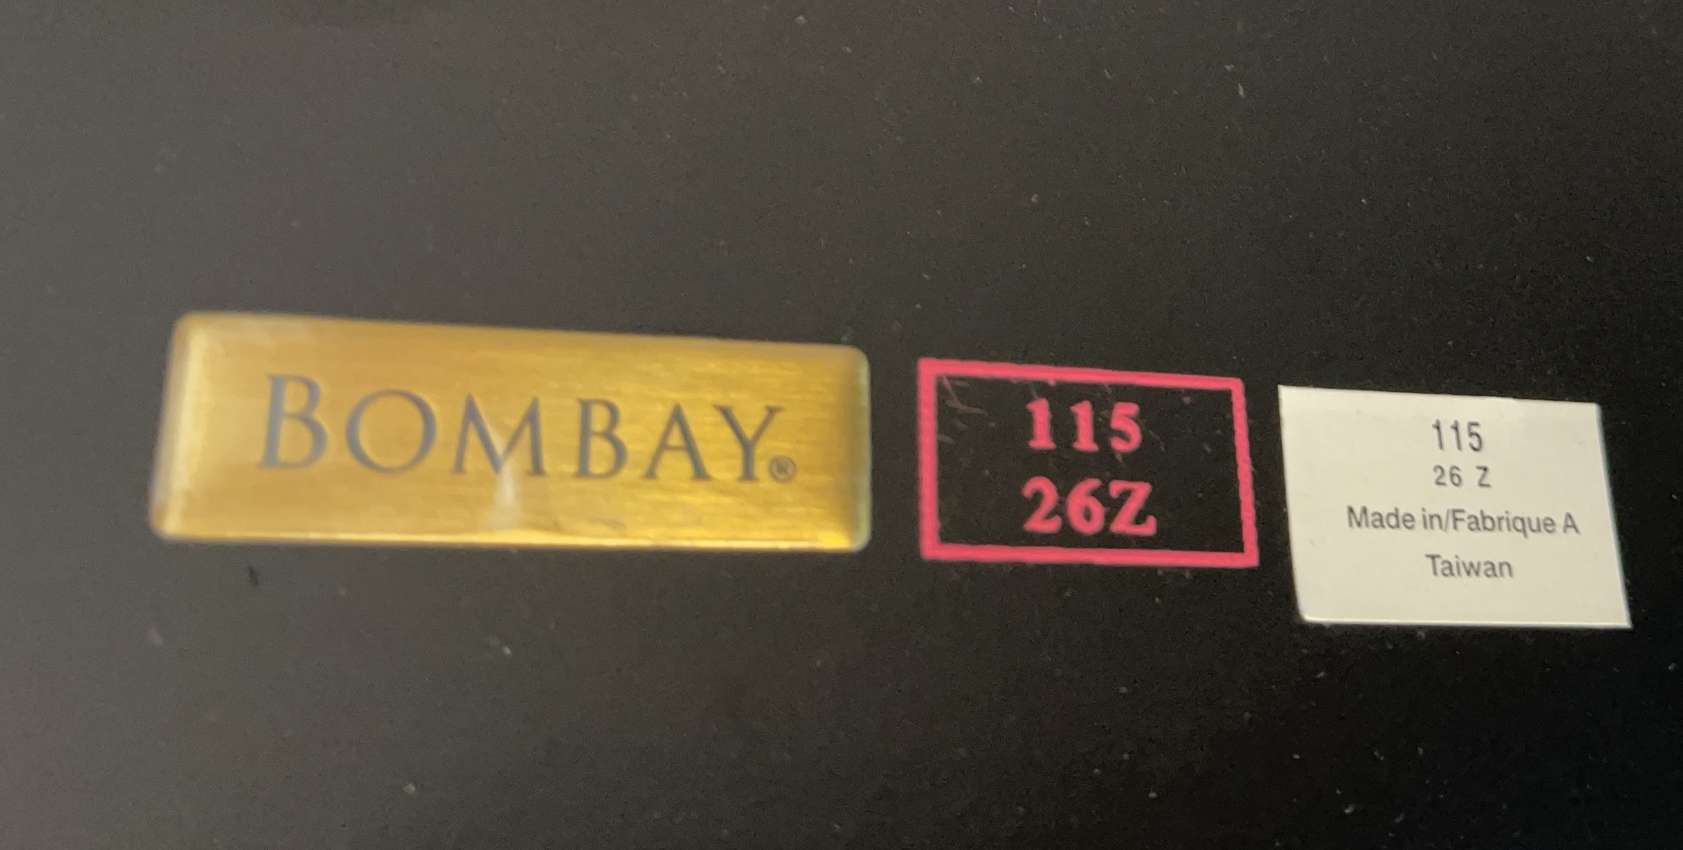 BOMBAY®
115
26Z
115
26 Z
Made in/Fabrique A
Taiwan